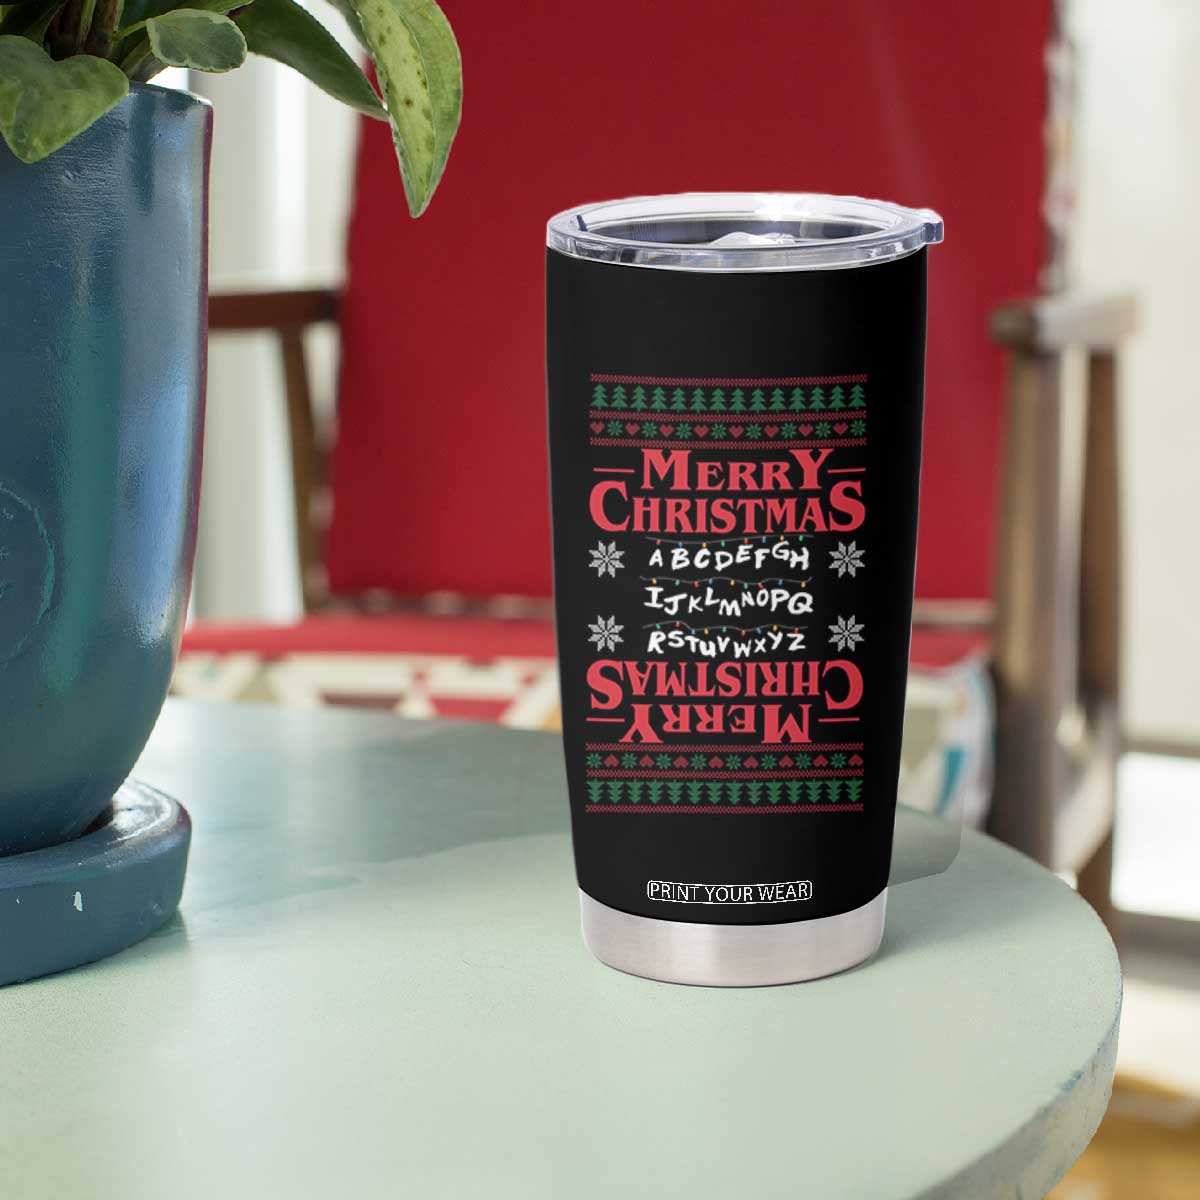 MERRY
CHRISTMAS
ABCDEFGH
IJKLMNOPQ
RSTUVWXYZ
CHRISTMAS
MERRY
PRINT YOUR WEAR